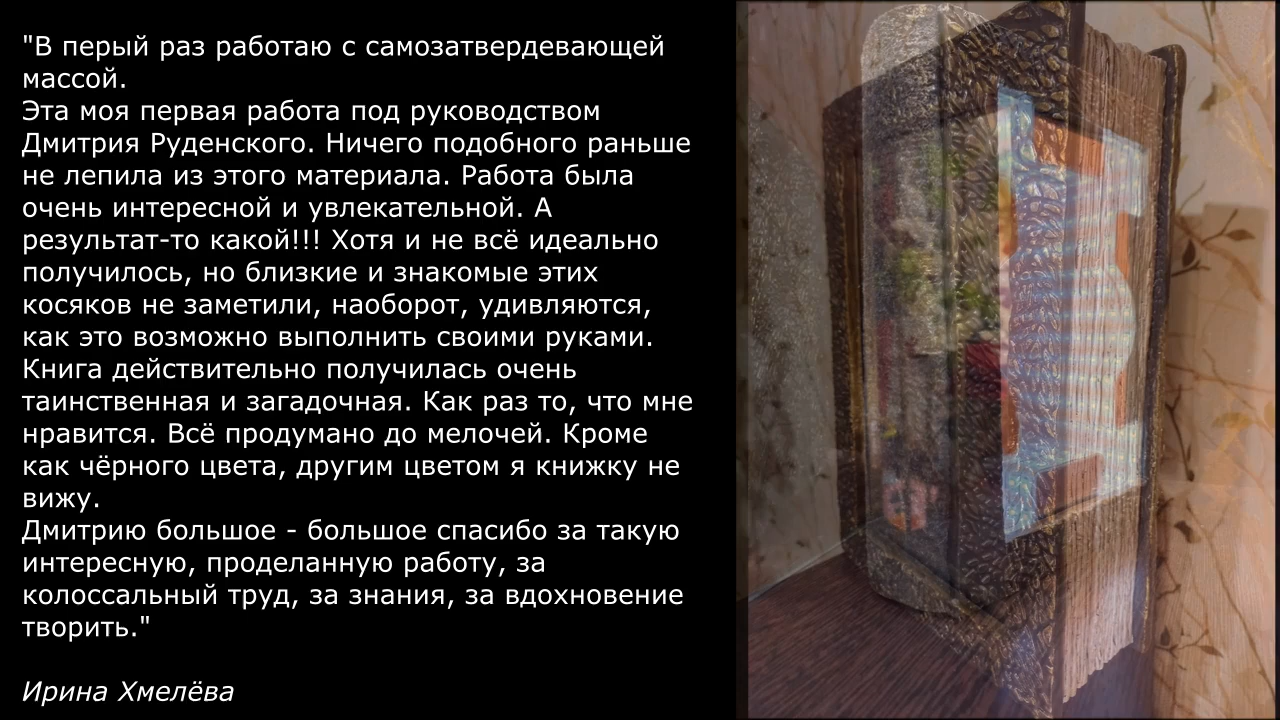 "В перый раз работаю с самозатвердевающей
массой.
Эта моя первая работа под руководством
Дмитрия Руденского. Ничего подобного раньше
не лепила из этого материала. Работа была
очень интересной и увлекательной. А
результат-то какой!!! Хотя и не всё идеально
получилось, но близкие и знакомые этих
косяков не заметили, наоборот, удивляются,
как это возможно выполнить своими руками.
Книга действительно получилась очень
таинственная и загадочная. Как раз то, что мне
нравится. Всё продумано до мелочей. Кроме
как чёрного цвета, другим цветом я книжку не
вижу.
Дмитрию большое - большое спасибо за такую
интересную, проделанную работу, за
колоссальный труд, за знания, за вдохновение
творить."
Ирина Хмелёва